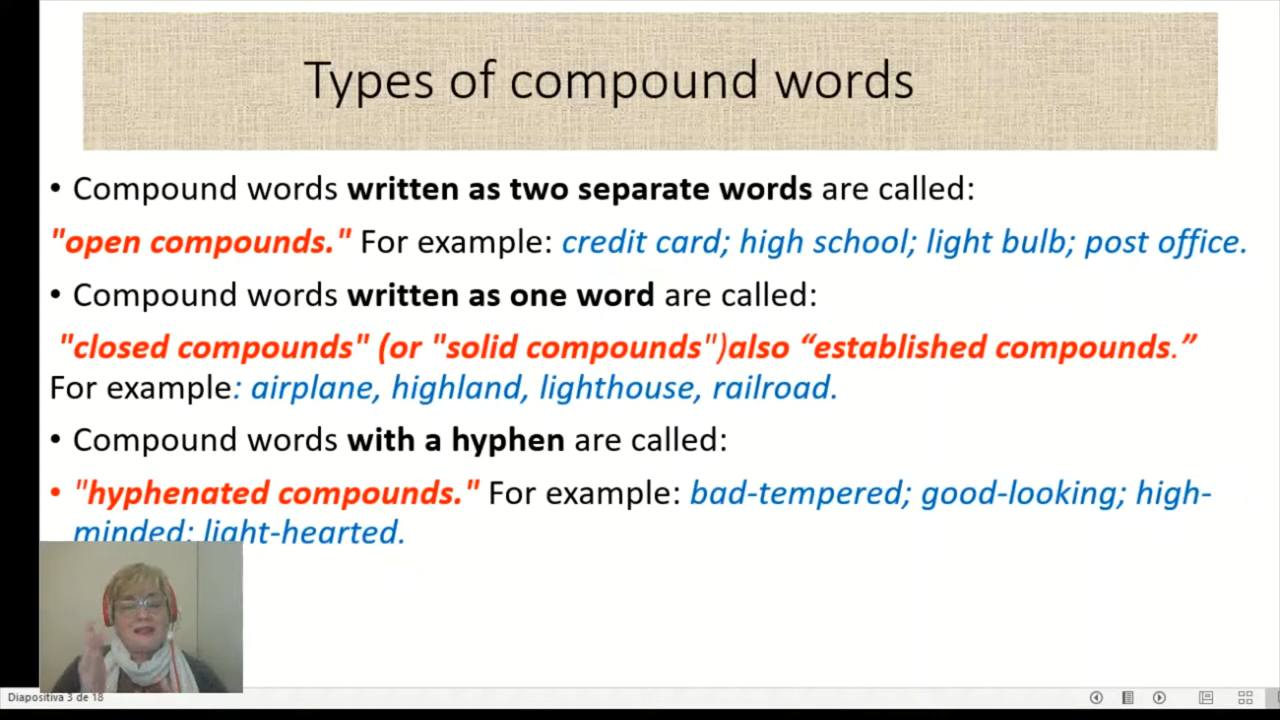 Types of compound words
• Compound words written as two separate words are called:
"open compounds." For example: credit card; high school; light bulb; post office.
• Compound words written as one word are called:
"closed compounds" (or "solid compounds")also “established compounds.”
For example: airplane, highland, lighthouse, railroad.
• Compound words with a hyphen are called:
• "hyphenated compounds." For example: bad-tempered; good-looking; high-
minded; light-hearted.
Diapositiva 3 de 18